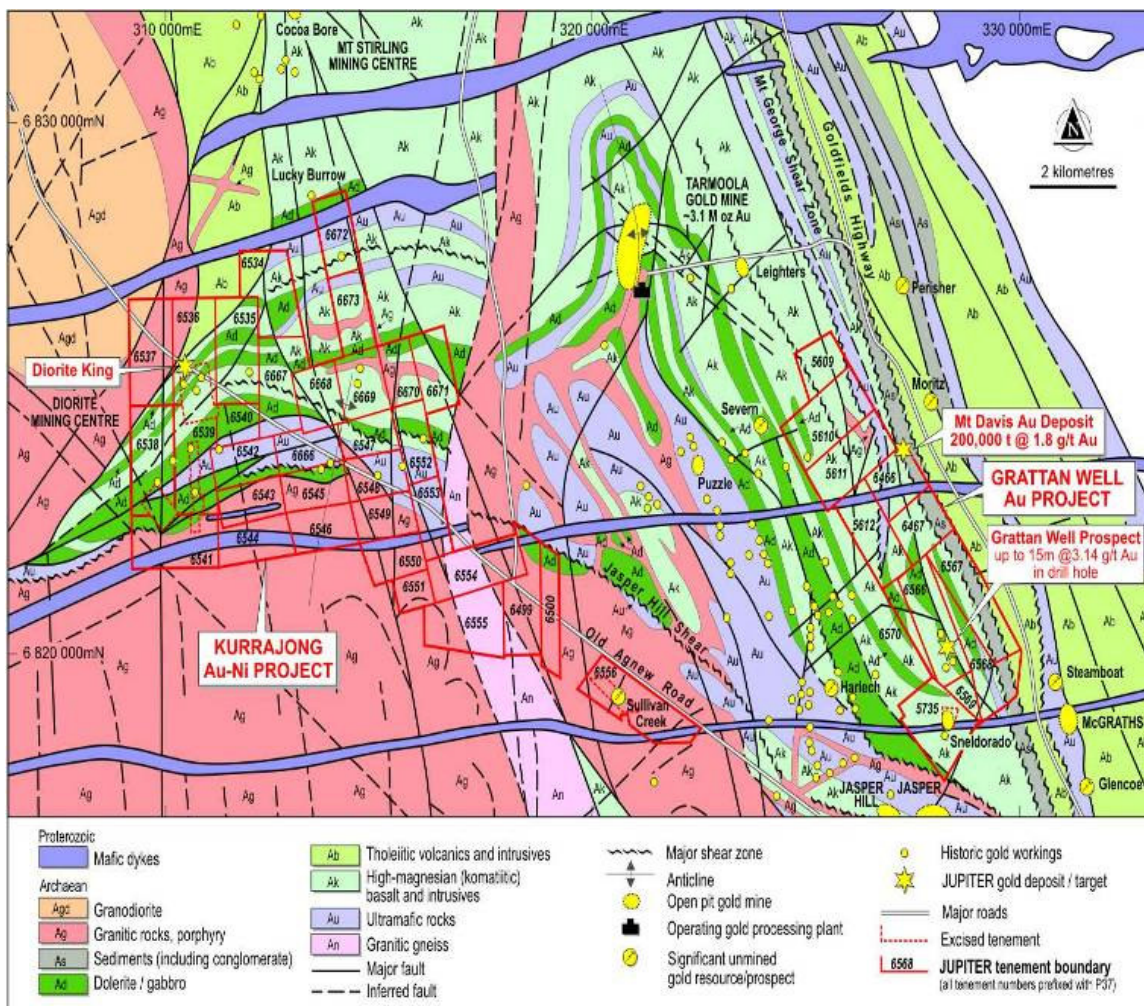 310 000mE
320 000mE
330 000mE
Cocoa Bore
MT STIRLING
MINING CENTRE
6 830 000mN
N
2 kilometres
Mt George Shear Zone
Goldfields Highway
Lucky Burrow
TARMOOLA
GOLD MINE
~3.1 M oz Au
Leighters
Perisher
6672
6534
6673
6536
6535
6537
Diorite King
DIORITE
MINING CENTRE
6667
6668
6669
6670
6671
5609
Moritz
Severn
Mt Davis Au Deposit
200,000 t @ 1.8 g/t Au
6538
6539
6540
6542
6666
6547
6552
5610
5611
6466
Puzzle
GRATTAN WELL
Au PROJECT
6543
6545
6548
6553
6549
6544
6546
6541
5612
6467
Grattan Well Prospect
up to 15m @3.14 g/t Au
in drill hole
6567
6550
6551
6554
6566
Jasper Hill Shear
6555
6499
6500
6570
KURRAJONG
Au-Ni PROJECT
6 820 000mN
Old Agnew Road
6568
Steamboat
6556
Sullivan
Creek
Harlech
6569
5735
McGRATHS
Sneldorado
JASPER
HILL
JASPER
Glencoe
Proterozoic
Mafic dykes
Archaean
Agd Granodiorite
Ag Granitic rocks, porphyry
As Sediments (including conglomerate)
Ad Dolerite / gabbro
Ab Tholeiitic volcanics and intrusives
Ak High-magnesian (komatiitic)
basalt and intrusives
Au Ultramafic rocks
An Granitic gneiss
Major fault
Inferred fault
Major shear zone
Anticline
Open pit gold mine
Operating gold processing plant
Significant unmined
gold resource/prospect
Historic gold workings
JUPITER gold deposit / target
Major roads
Excised tenement
6568 JUPITER tenement boundary
(all tenement numbers prefixed with P37)